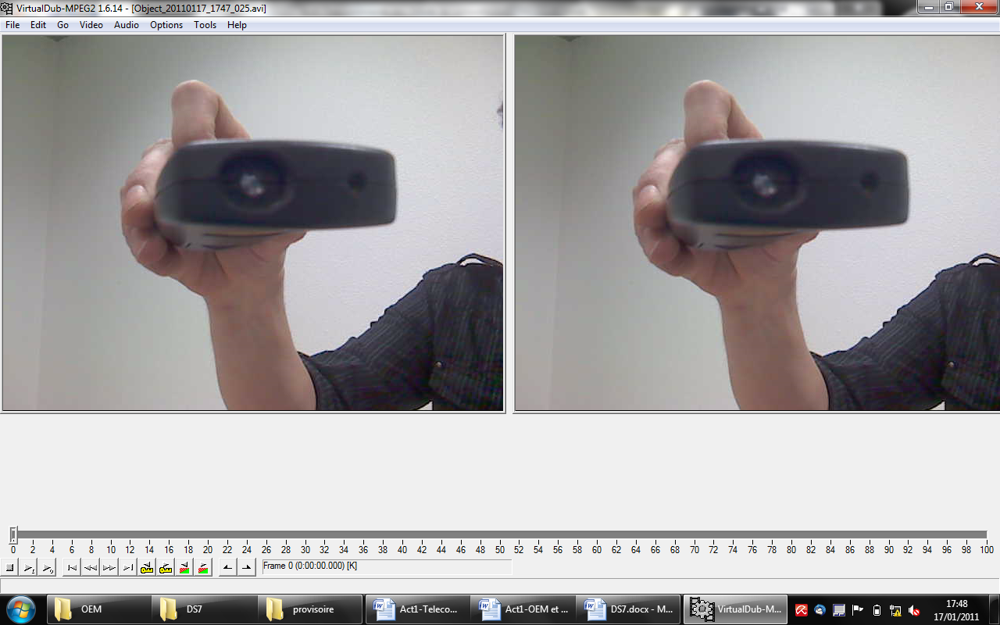 VirtualDub-MPEG2 1.6.14 - [Object_20110117_1747_025.avi]
File Edit Go Video Audio Options Tools Help
0 2 4 6 8 10 12 14 16 18 20 22 24 26 28 30 32 34 36 38 40 42 44 46 48 50 52 54 56 58 60 62 64 66 68 70 72 74 76 78 80 82 84 86 88 90 92 94 96 98 100
Frame 0 (0:00:00.000) [K]
OEM DS7 provisoire Act1-Teleco... Act1-OEM et ... DS7.docx - M... VirtualDub-M... 17:48
17/01/2011